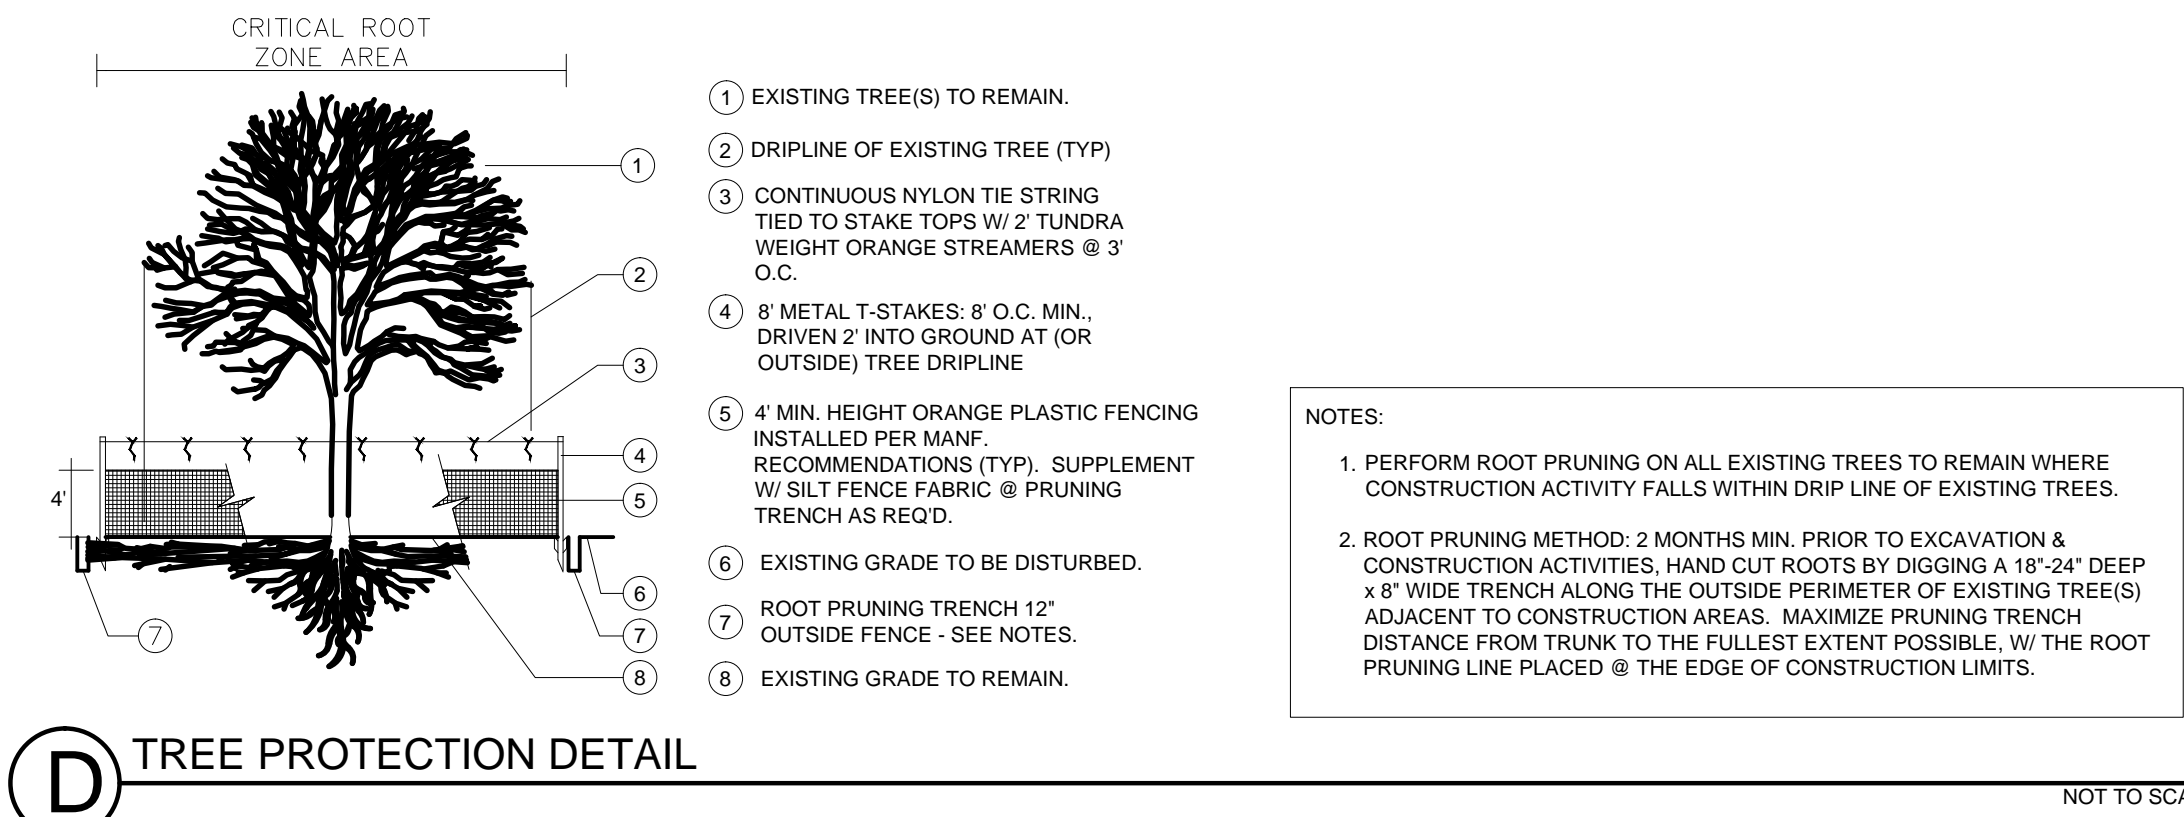 CRITICAL ROOT
ZONE AREA
1
2
3
4
5
6
7
8
7
4'
1 EXISTING TREE(S) TO REMAIN.
2 DRIPLINE OF EXISTING TREE (TYP)
3 CONTINUOUS NYLON TIE STRING
TIED TO STAKE TOPS W/ 2' TUNDRA
WEIGHT ORANGE STREAMERS @ 3'
O.C.
4 8' METAL T-STAKES: 8' O.C. MIN.,
DRIVEN 2' INTO GROUND AT (OR
OUTSIDE) TREE DRIPLINE
5 4' MIN. HEIGHT ORANGE PLASTIC FENCING
INSTALLED PER MANF.
RECOMMENDATIONS (TYP). SUPPLEMENT
W/ SILT FENCE FABRIC @ PRUNING
TRENCH AS REQ'D.
6 EXISTING GRADE TO BE DISTURBED.
7 ROOT PRUNING TRENCH 12"
OUTSIDE FENCE - SEE NOTES.
8 EXISTING GRADE TO REMAIN.
NOTES:
1. PERFORM ROOT PRUNING ON ALL EXISTING TREES TO REMAIN WHERE
CONSTRUCTION ACTIVITY FALLS WITHIN DRIP LINE OF EXISTING TREES.
2. ROOT PRUNING METHOD: 2 MONTHS MIN. PRIOR TO EXCAVATION &
CONSTRUCTION ACTIVITIES, HAND CUT ROOTS BY DIGGING A 18"-24" DEEP
x 8" WIDE TRENCH ALONG THE OUTSIDE PERIMETER OF EXISTING TREE(S)
ADJACENT TO CONSTRUCTION AREAS. MAXIMIZE PRUNING TRENCH
DISTANCE FROM TRUNK TO THE FULLEST EXTENT POSSIBLE, W/ THE ROOT
PRUNING LINE PLACED @ THE EDGE OF CONSTRUCTION LIMITS.
D TREE PROTECTION DETAIL
NOT TO